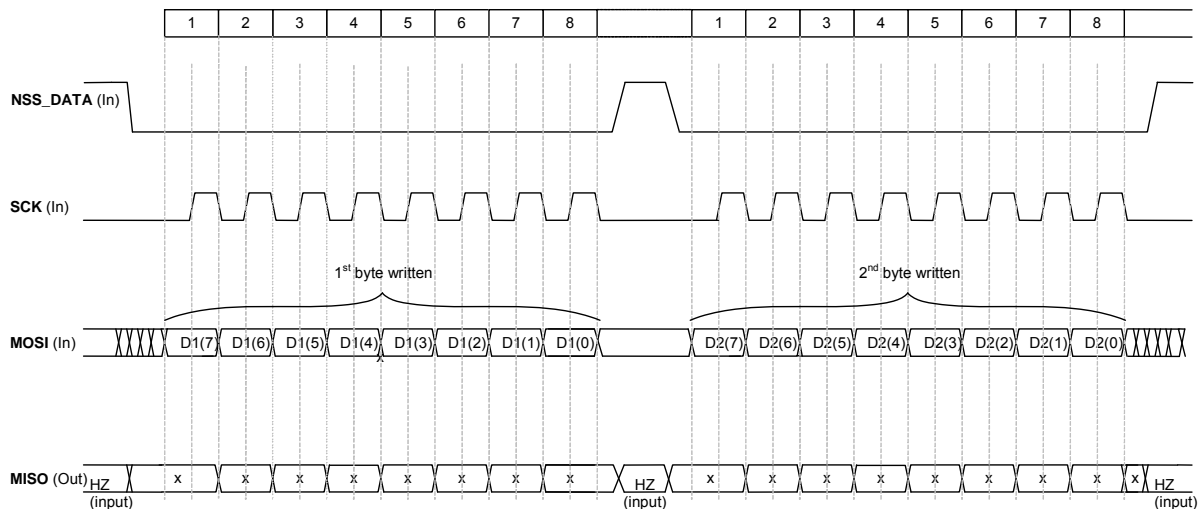 1 2 3 4 5 6 7 8 1 2 3 4 5 6 7 8
NSS_DATA (In)
SCK (In)
1st byte written 2nd byte written
MOSI (In) D1(7) D1(6) D1(5) D1(4) D1(3) D1(2) D1(1) D1(0) D2(7) D2(6) D2(5) D2(4) D2(3) D2(2) D2(1) D2(0)
x
MISO (Out) HZ x x x x x x x x HZ x x x x x x x x x HZ
(input) (input) (input)